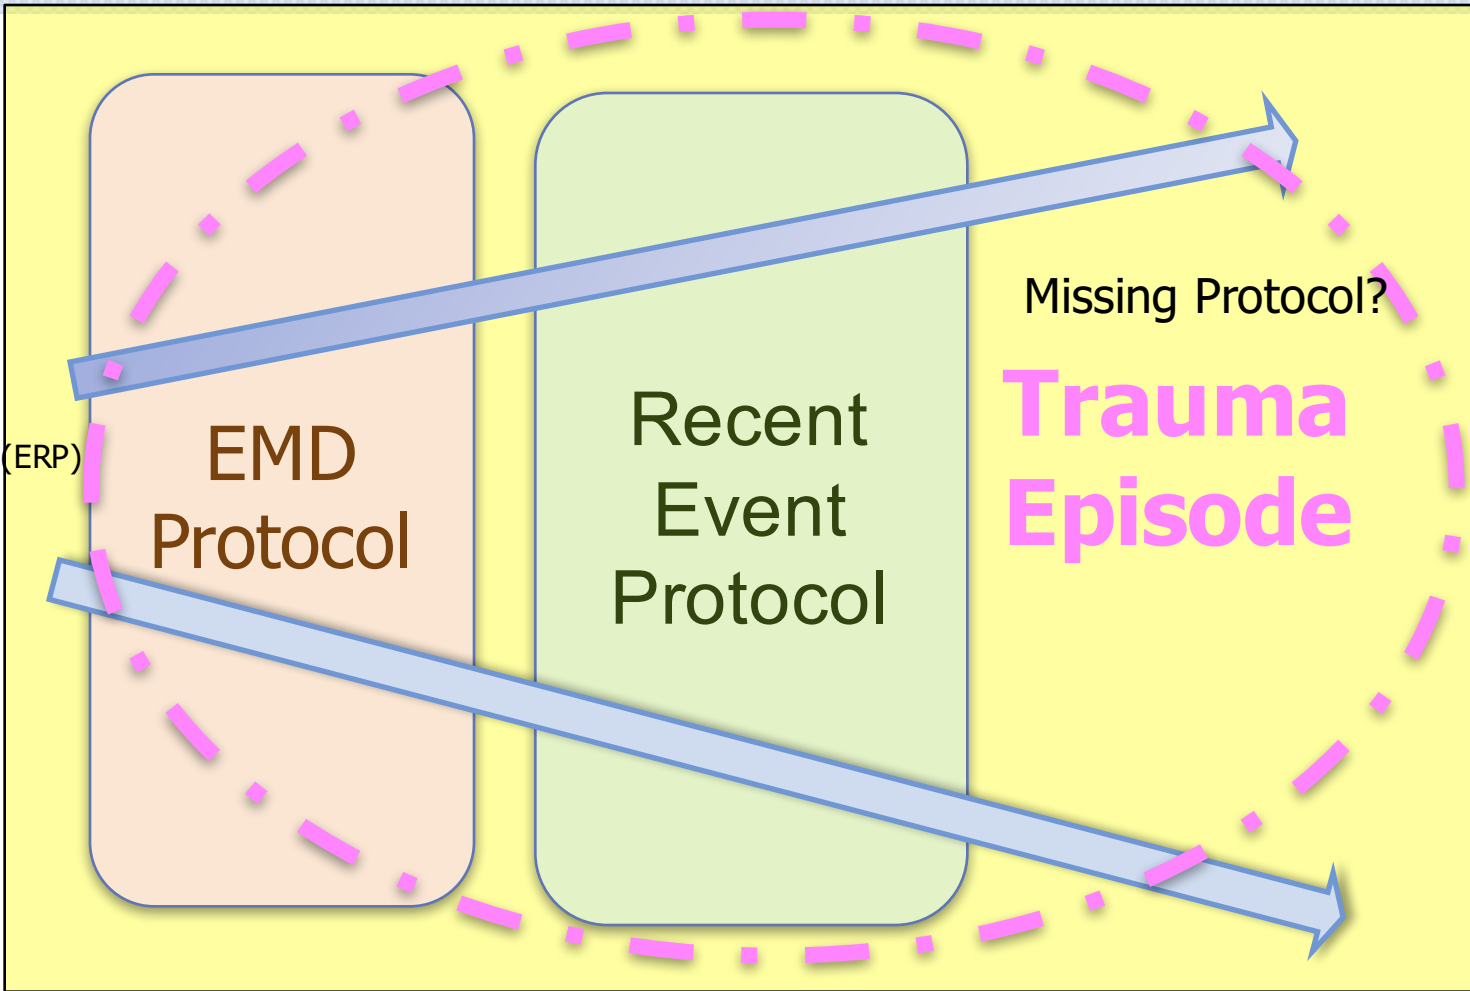 (ERP)
EMD
Protocol
Recent
Event
Protocol
Missing Protocol?
Trauma
Episode